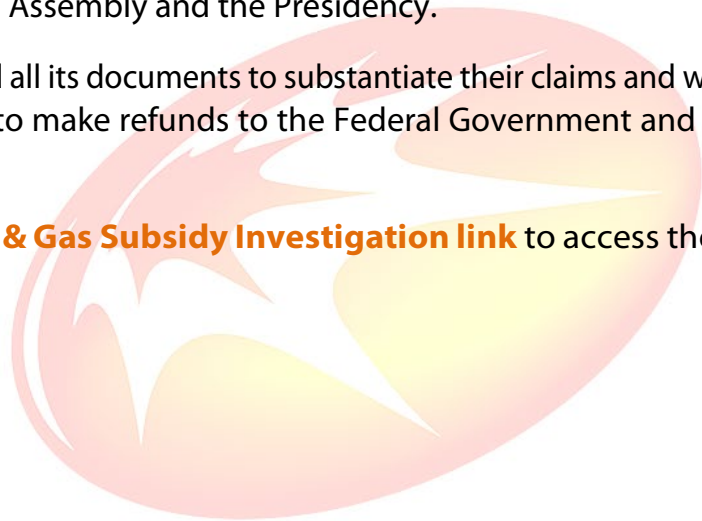 Assembly and the Presidency.
all its documents to substantiate their claims and w
to make refunds to the Federal Government and
& Gas Subsidy Investigation link to access the